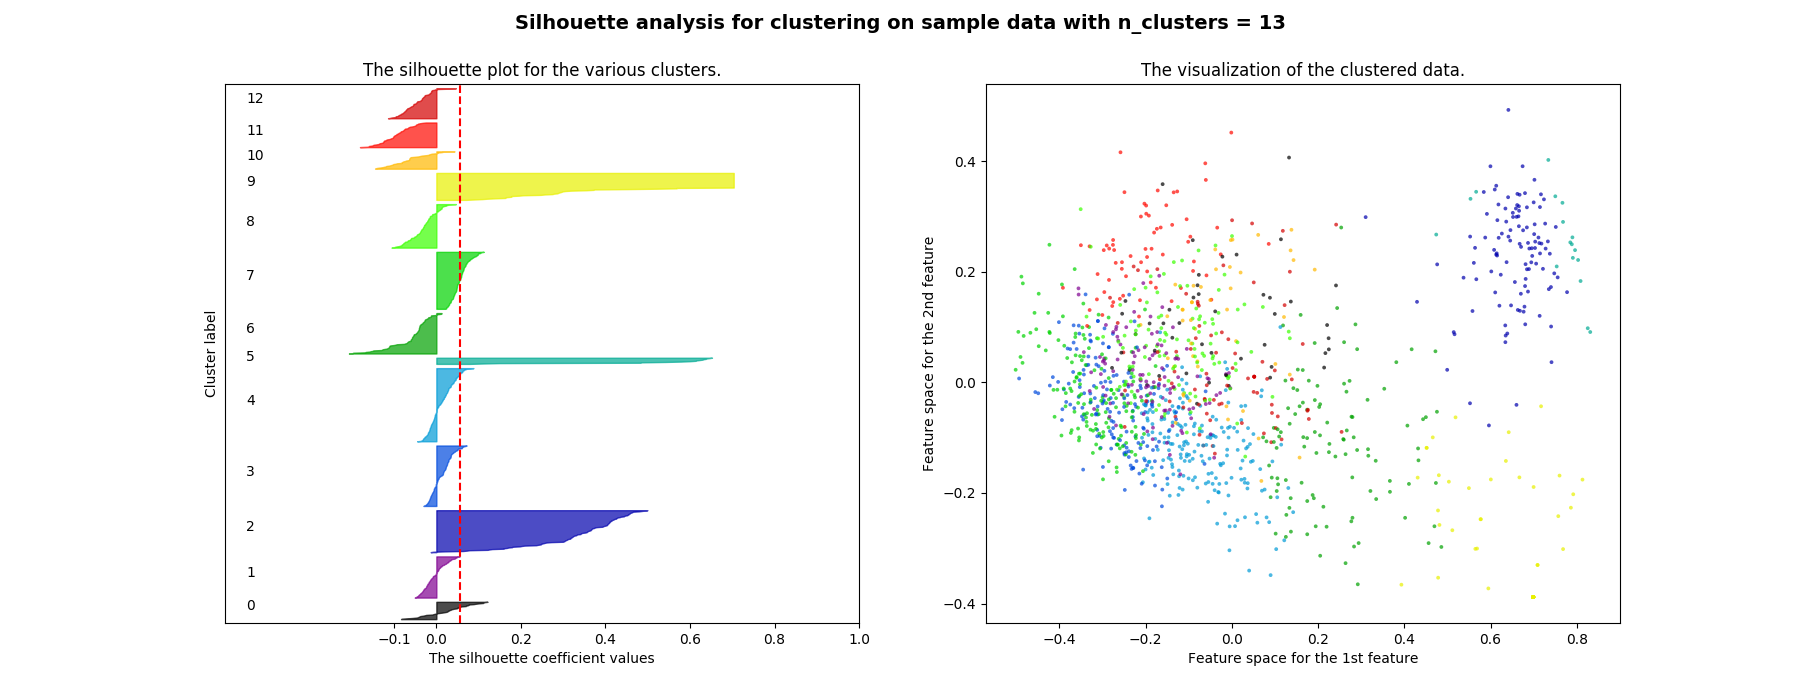 Silhouette analysis for clustering on sample data with n_clusters = 13
The silhouette plot for the various clusters.
12
11
10
9
8
7
6
5
4
3
2
1
0
Cluster label
−0.1 0.0 0.2 0.4 0.6 0.8 1.0
The silhouette coefficient values
The visualization of the clustered data.
0.4
0.2
0.0
−0.2
−0.4
Feature space for the 2nd feature
−0.4 −0.2 0.0 0.2 0.4 0.6 0.8
Feature space for the 1st feature